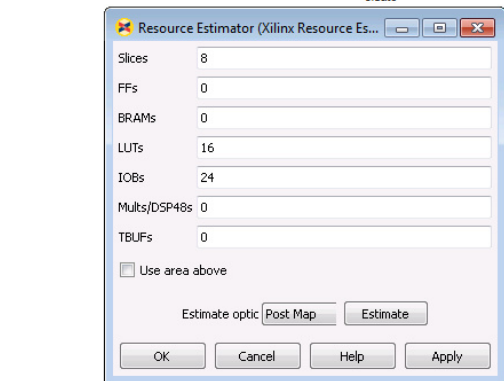 Resource Estimator (Xilinx Resource Es...
Slices 8
FFs 0
BRAMs 0
LUTs 16
IOBs 24
Mults/DSP48s 0
TBUFs 0
Use area above
Estimate optic Post Map Estimate
OK Cancel Help Apply